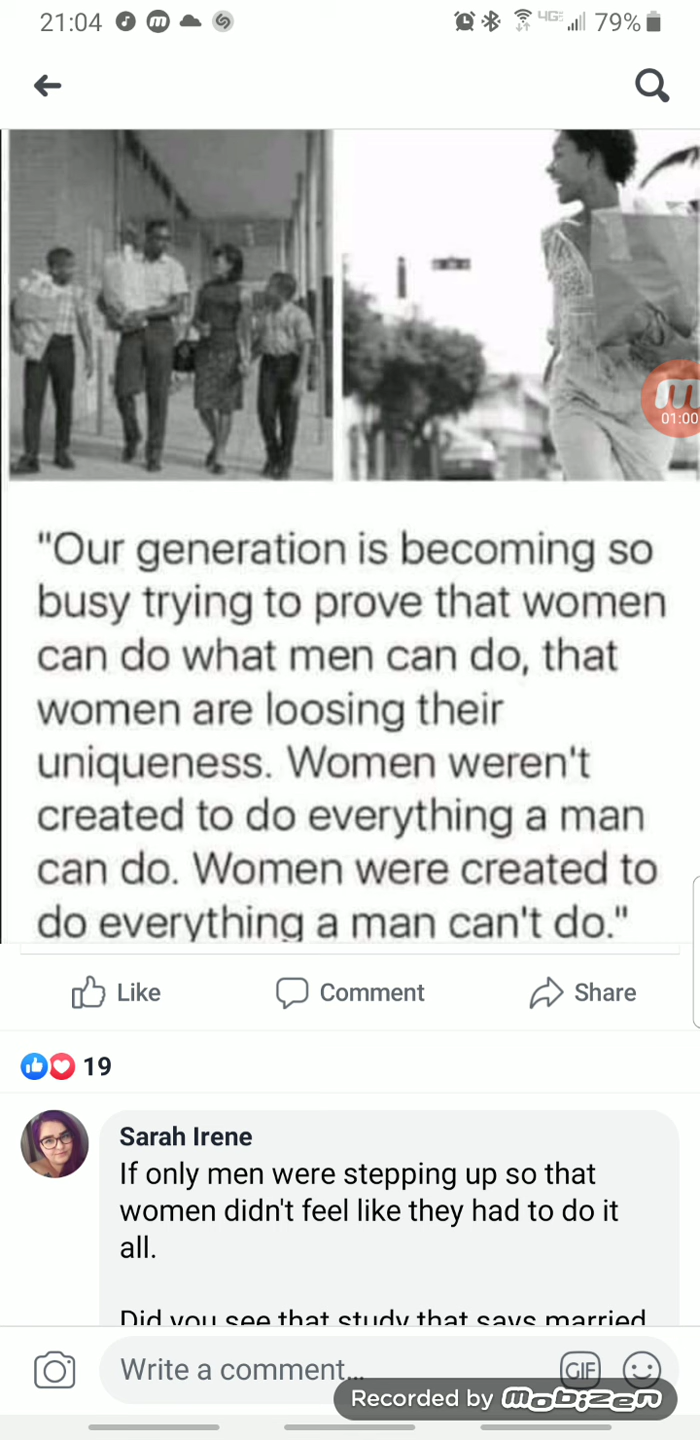 21:04
4GE 79%
01:00
"Our generation is becoming so
busy trying to prove that women
can do what men can do, that
women are loosing their
uniqueness. Women weren't
created to do everything a man
can do. Women were created to
do everything a man can't do."
Like Comment Share
19
Sarah Irene
If only men were stepping up so that
women didn't feel like they had to do it
all.
Did you see that study that says married
Write a comment... GIF
Recorded by mobizen